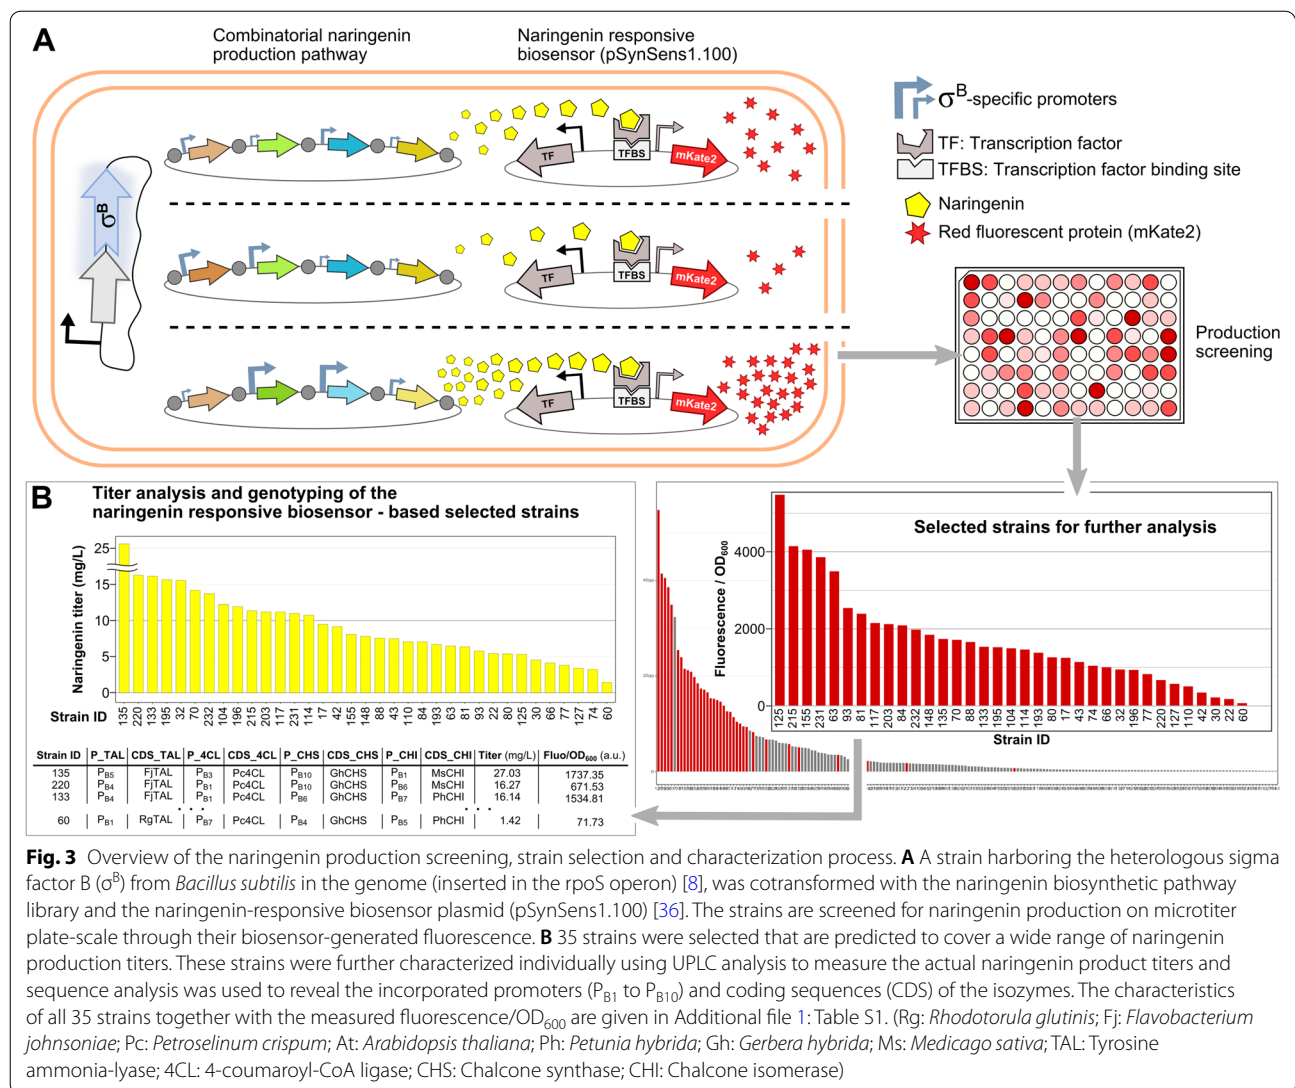 A
Combinatorial naringenin
production pathway
Naringenin responsive
biosensor (pSynSens1.100)
σB-specific promoters
TF: Transcription factor
TFBS: Transcription factor binding site
Naringenin
Red fluorescent protein (mKate2)
σB
TF
TFBS
mKate2
TF
TFBS
mKate2
TF
TFBS
mKate2
Production
screening
B
Titer analysis and genotyping of the
naringenin responsive biosensor - based selected strains
Naringenin titer (mg/L)
25
15
10
5
0
Strain ID
135 220 133 195 32 70 232 104 196 215 203 117 231 114 17 42 155 148 88 43 110 84 193 63 81 93 22 80 125 30 66 77 127 74 60
Selected strains for further analysis
Fluorescence / OD600
4000
2000
0
125 215 155 231 63 93 81 117 203 84 232 148 135 70 88 133 195 104 114 193 80 17 43 74 66 32 196 77 220 127 110 42 30 22 60
Strain ID
Strain ID | P_TAL | CDS_TAL | P_4CL | CDS_4CL | P_CHS | CDS_CHS | P_CHI | CDS_CHI | Titer (mg/L) | Fluo/OD600 (a.u.)
135 | PB5 | FjTAL | PB3 | Pc4CL | PB10 | GhCHS | PB1 | MsCHI | 27.03 | 1737.35
220 | PB4 | FjTAL | PB1 | Pc4CL | PB10 | GhCHS | PB6 | MsCHI | 16.27 | 671.53
133 | PB4 | FjTAL | PB1 | Pc4CL | PB6 | GhCHS | PB7 | PhCHI | 16.14 | 1534.81
. . . . . .
60 | PB1 | RgTAL | PB7 | Pc4CL | PB4 | GhCHS | PB5 | PhCHI | 1.42 | 71.73
Fig. 3 Overview of the naringenin production screening, strain selection and characterization process. A A strain harboring the heterologous sigma
factor B (σB) from Bacillus subtilis in the genome (inserted in the rpoS operon) [8], was cotransformed with the naringenin biosynthetic pathway
library and the naringenin-responsive biosensor plasmid (pSynSens1.100) [36]. The strains are screened for naringenin production on microtiter
plate-scale through their biosensor-generated fluorescence. B 35 strains were selected that are predicted to cover a wide range of naringenin
production titers. These strains were further characterized individually using UPLC analysis to measure the actual naringenin product titers and
sequence analysis was used to reveal the incorporated promoters (PB1 to PB10) and coding sequences (CDS) of the isozymes. The characteristics
of all 35 strains together with the measured fluorescence/OD600 are given in Additional file 1: Table S1. (Rg: Rhodotorula glutinis; Fj: Flavobacterium
johnsoniae; Pc: Petroselinum crispum; At: Arabidopsis thaliana; Ph: Petunia hybrida; Gh: Gerbera hybrida; Ms: Medicago sativa; TAL: Tyrosine
ammonia-lyase; 4CL: 4-coumaroyl-CoA ligase; CHS: Chalcone synthase; CHI: Chalcone isomerase)